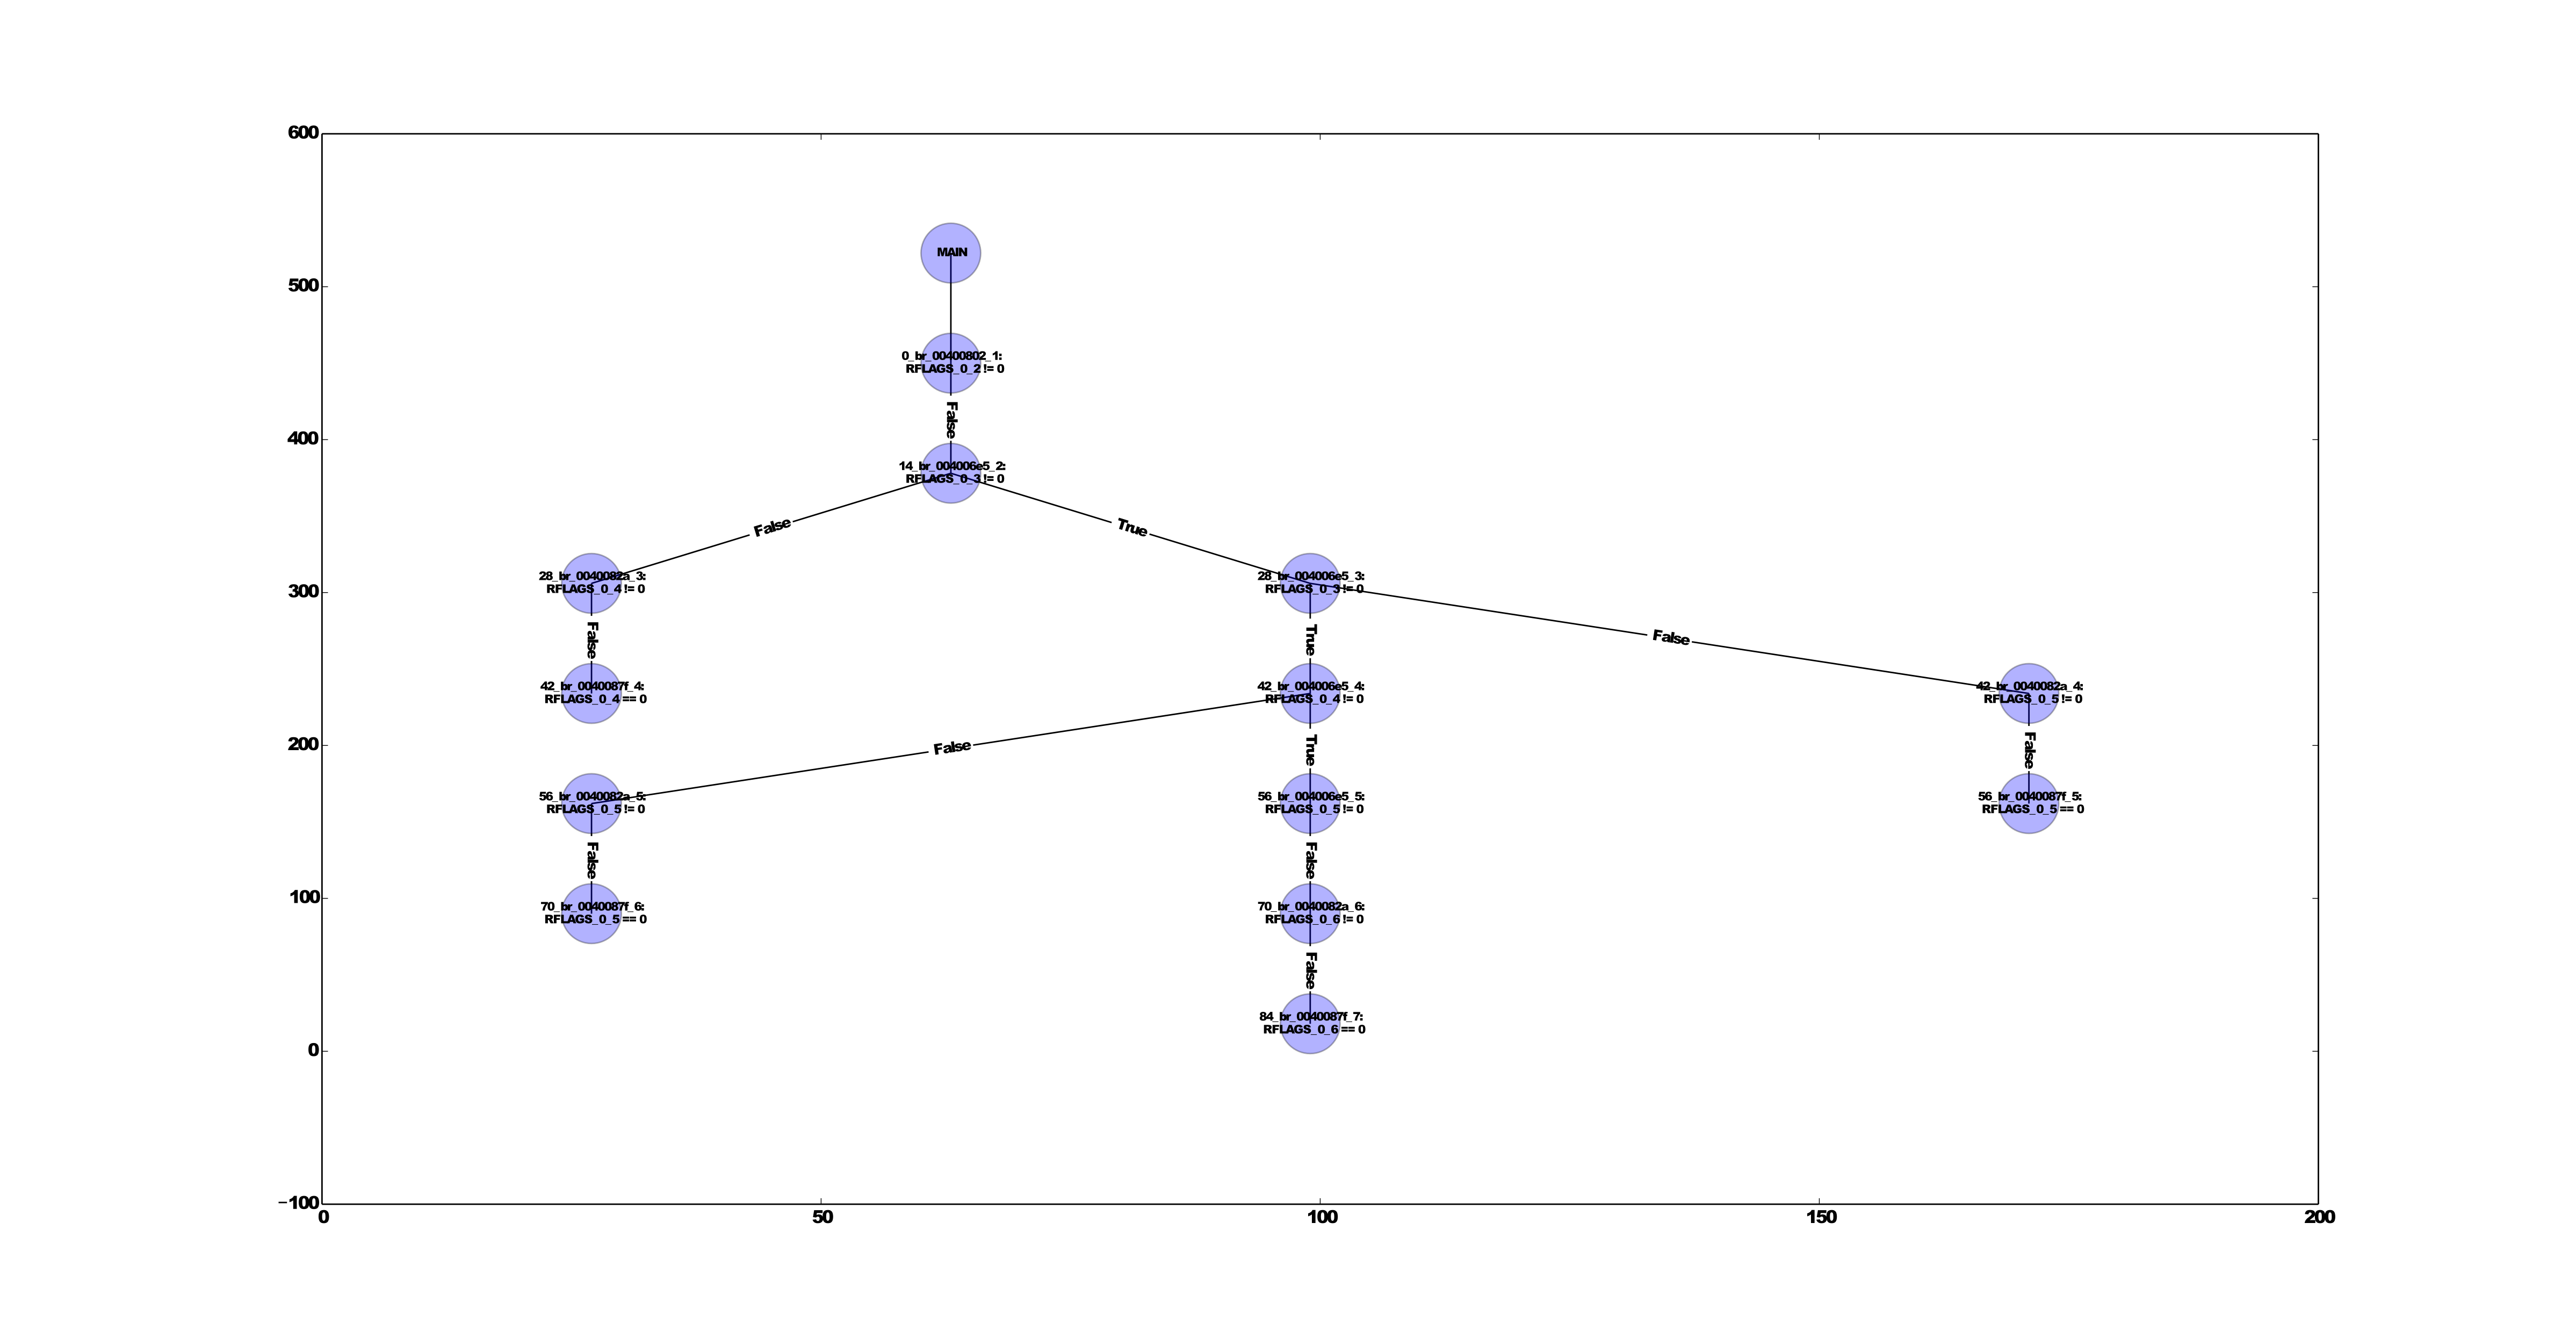 600
500
400
300
200
100
0
−100
0
50
100
150
200
MAIN
0_br_00400802_1:
RFLAGS_0_2 != 0
False
14_br_004006e5_2:
RFLAGS_0_3 != 0
False
True
28_br_0040082a_3:
RFLAGS_0_4 != 0
28_br_004006e5_3:
RFLAGS_0_3 != 0
False
True
False
42_br_0040087f_4:
RFLAGS_0_4 == 0
42_br_004006e5_4:
RFLAGS_0_4 != 0
42_br_0040082a_4:
RFLAGS_0_5 != 0
False
True
False
56_br_0040082a_5:
RFLAGS_0_5 != 0
56_br_004006e5_5:
RFLAGS_0_5 != 0
56_br_0040087f_5:
RFLAGS_0_5 == 0
False
False
70_br_0040087f_6:
RFLAGS_0_5 == 0
70_br_0040082a_6:
RFLAGS_0_6 != 0
False
84_br_0040087f_7:
RFLAGS_0_6 == 0